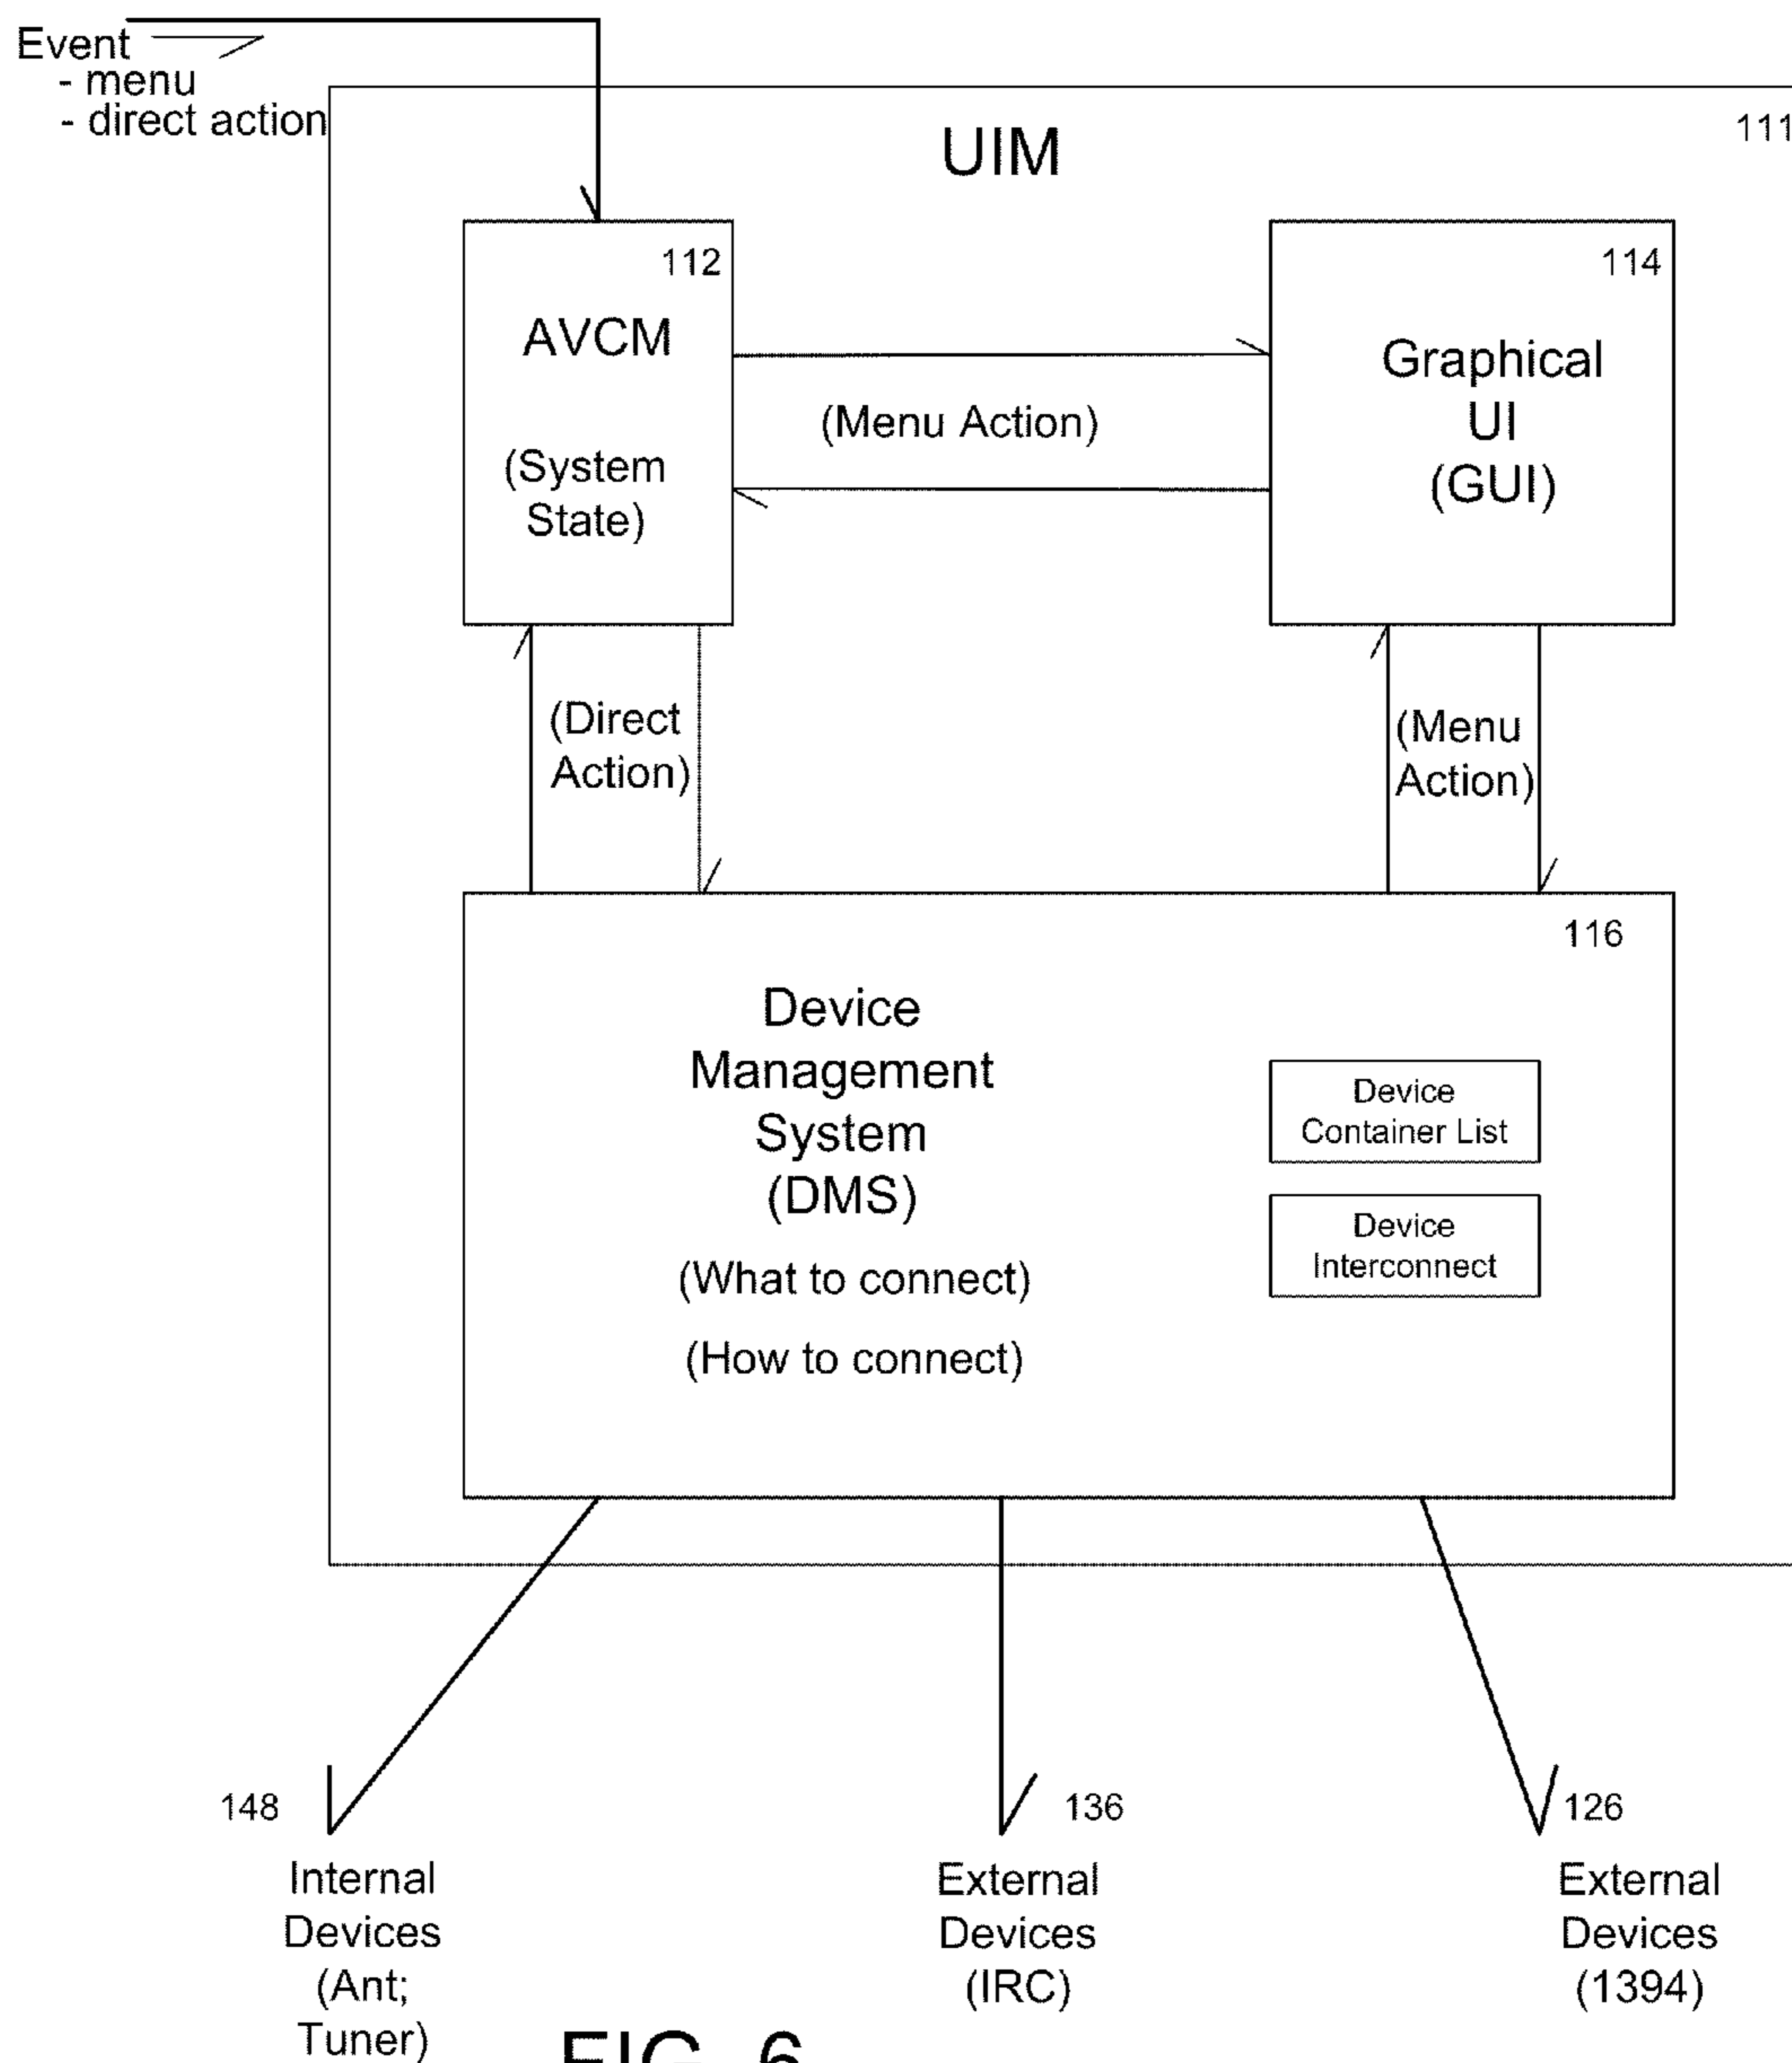 Event
- menu
- direct action
UIM
111
112
AVCM
(System
State)
(Menu Action)
114
Graphical
UI
(GUI)
(Direct
Action)
(Menu
Action)
116
Device
Management
System
(DMS)
(What to connect)
(How to connect)
Device
Container List
Device
Interconnect
148
Internal
Devices
(Ant;
Tuner)
136
External
Devices
(IRC)
126
External
Devices
(1394)
FIG. 6